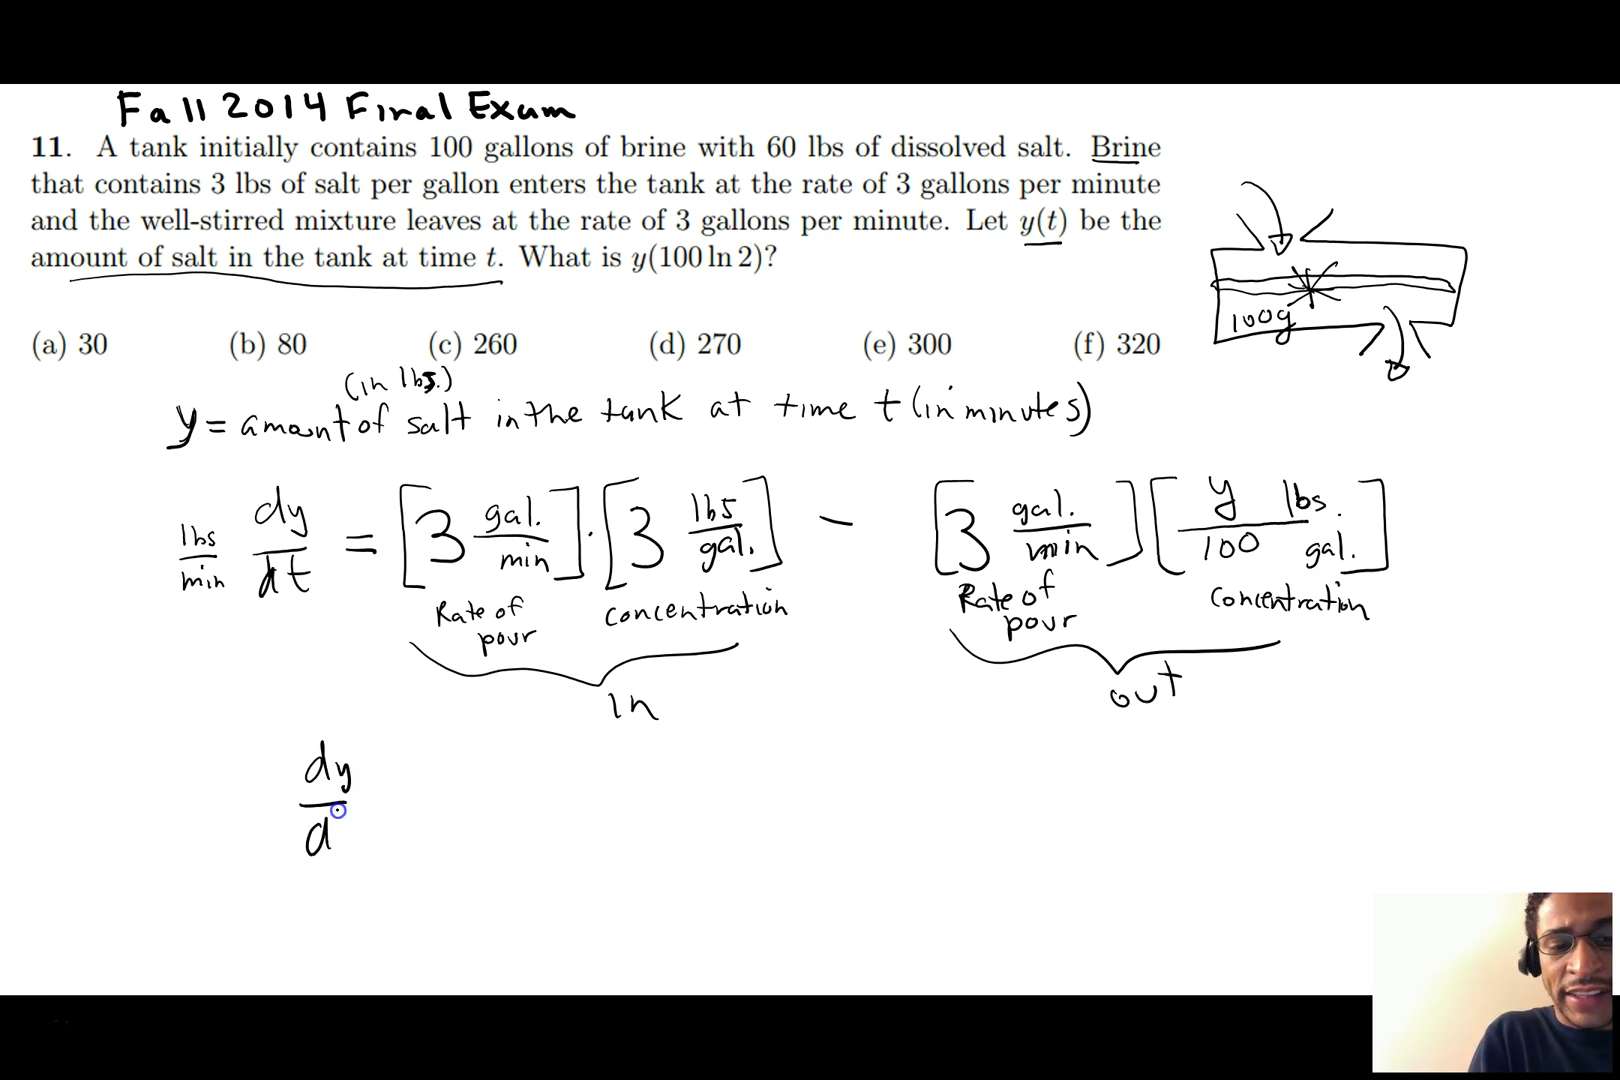 Fall 2014 Final Exam
11. A tank initially contains 100 gallons of brine with 60 lbs of dissolved salt. Brine
that contains 3 lbs of salt per gallon enters the tank at the rate of 3 gallons per minute
and the well-stirred mixture leaves at the rate of 3 gallons per minute. Let y(t) be the
amount of salt in the tank at time t. What is y(100 ln 2)?
100g
(a) 30 (b) 80 (c) 260 (d) 270 (e) 300 (f) 320
(in lbs.)
y = amount of salt in the tank at time t (in minutes)
lbs/min dy/dt = [3 gal./min] · [3 lbs/gal.] − [3 gal./min] [y lbs. / 100 gal.]
Rate of pour Concentration Rate of pour Concentration
In out
dy/d